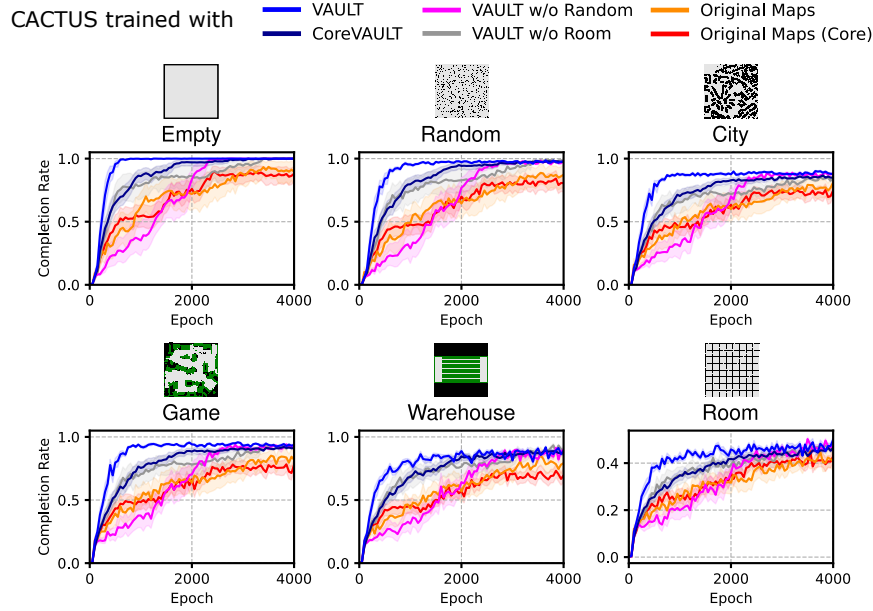 CACTUS trained with
VAULT
VAULT w/o Random
Original Maps
CoreVAULT
VAULT w/o Room
Original Maps (Core)
Empty
Random
City
Completion Rate
1.0
0.5
0.0
0
2000
4000
Epoch
1.0
0.5
0.0
0
2000
4000
Epoch
1.0
0.5
0.0
0
2000
4000
Epoch
Game
Warehouse
Room
Completion Rate
1.0
0.5
0.0
0
2000
4000
Epoch
1.0
0.5
0.0
0
2000
4000
Epoch
0.4
0.2
0.0
0
2000
4000
Epoch